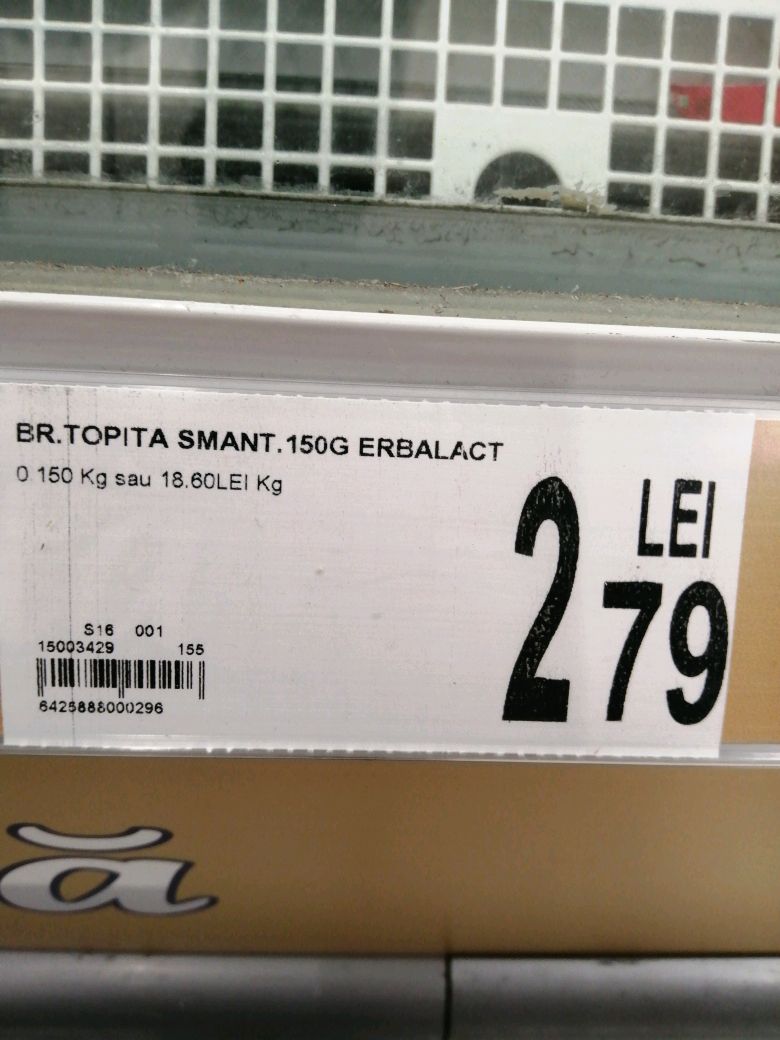 BR.TOPITA SMANT.150G ERBALACT
0 150 Kg sau 18.60LEI Kg
2 79 LEI
S16 001
15003429 155
6425888000296
ă